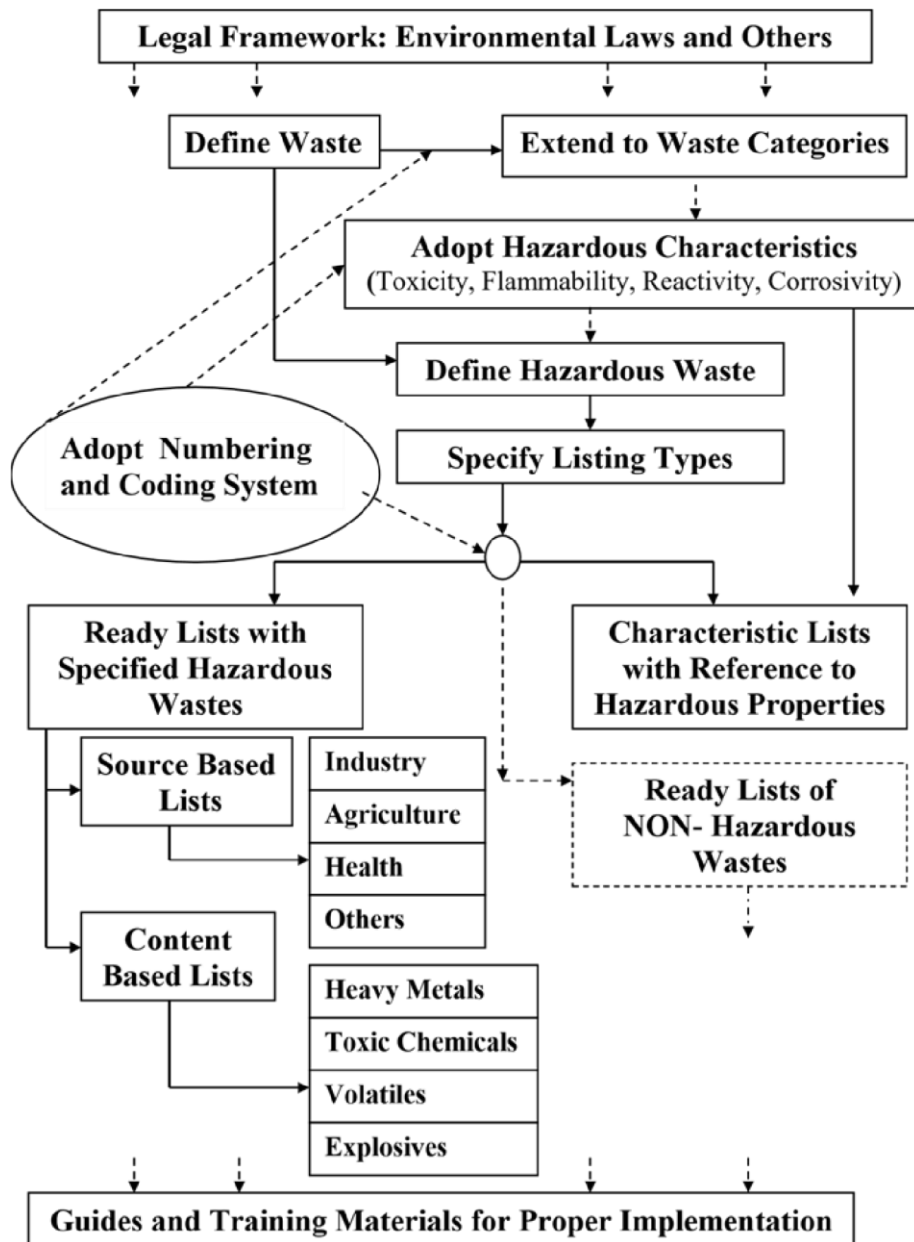 Legal Framework: Environmental Laws and Others
Define Waste
Extend to Waste Categories
Adopt Hazardous Characteristics
(Toxicity, Flammability, Reactivity, Corrosivity)
Define Hazardous Waste
Adopt Numbering
and Coding System
Specify Listing Types
Ready Lists with
Specified Hazardous
Wastes
Characteristic Lists
with Reference to
Hazardous Properties
Source Based
Lists
Industry
Agriculture
Health
Others
Ready Lists of
NON- Hazardous
Wastes
Content
Based Lists
Heavy Metals
Toxic Chemicals
Volatiles
Explosives
Guides and Training Materials for Proper Implementation